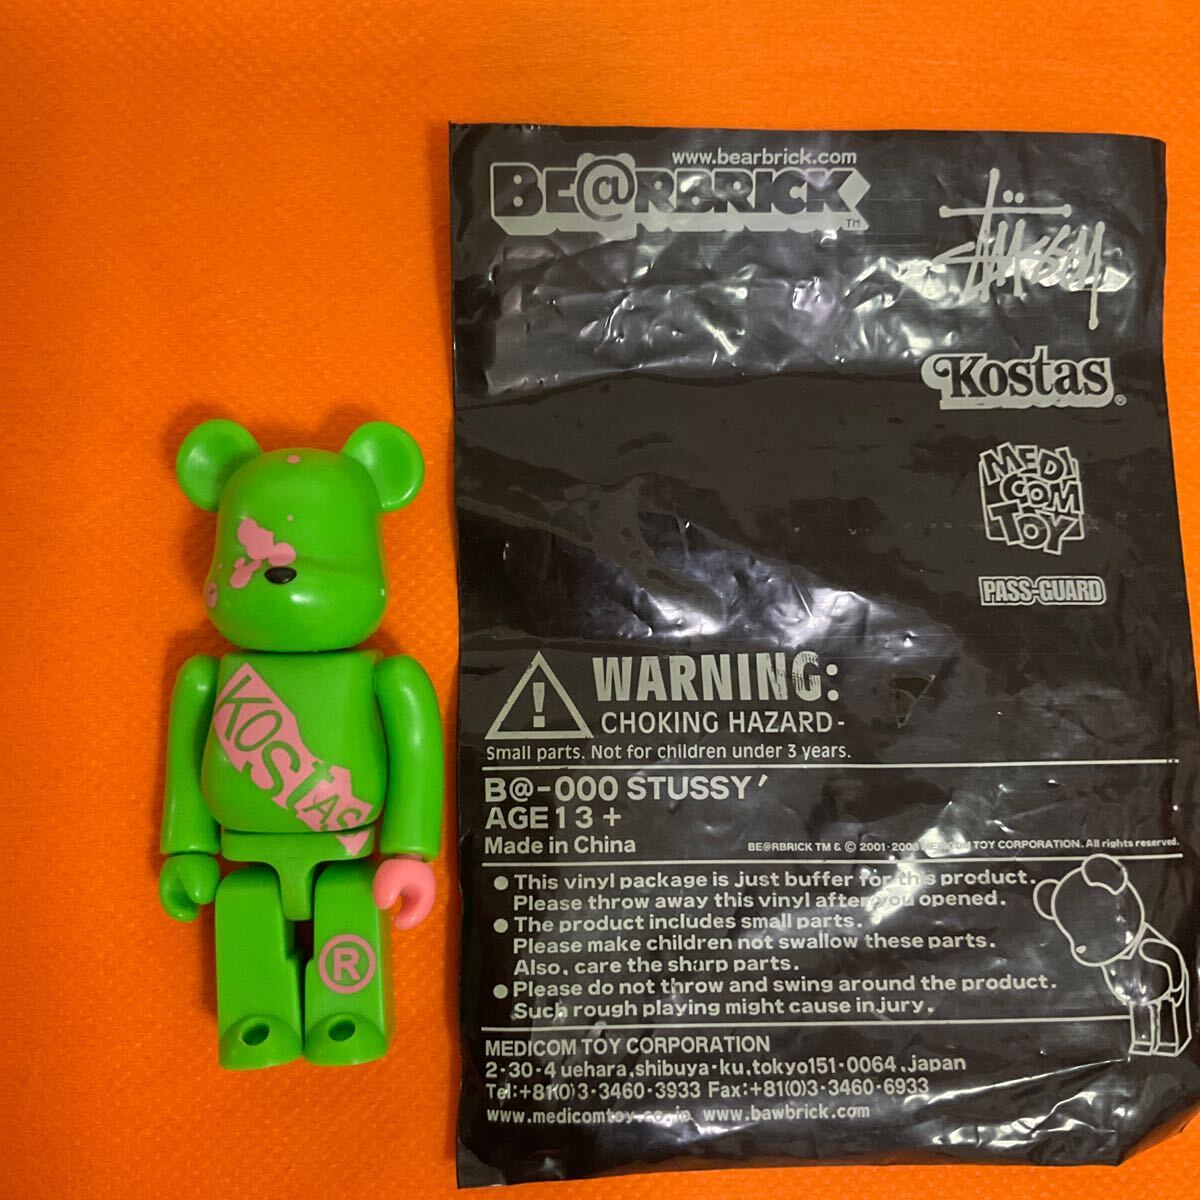 KOSTAS
®
www.bearbrick.com
BE@RBRICK™
Stüssy
Kostas®
MEDI
COM
TOY
PASS-GUARD
WARNING:
CHOKING HAZARD-
Small parts. Not for children under 3 years.
B@-000 STUSSY'
AGE 13 +
Made in China
BE@RBRICK TM & © 2001-2008 MEDICOM TOY CORPORATION. All rights reserved.
● This vinyl package is just buffer for this product.
Please throw away this vinyl after you opened.
● The product includes small parts.
Please make children not swallow these parts.
Also, care the sharp parts.
● Please do not throw and swing around the product.
Such rough playing might cause injury.
MEDICOM TOY CORPORATION
2-30-4 uehara,shibuya-ku,tokyo151-0064,japan
Tel:+81(0)3-3460-3933 Fax:+81(0)3-3460-6933
www.medicomtoy.co.jp www.bawbrick.com